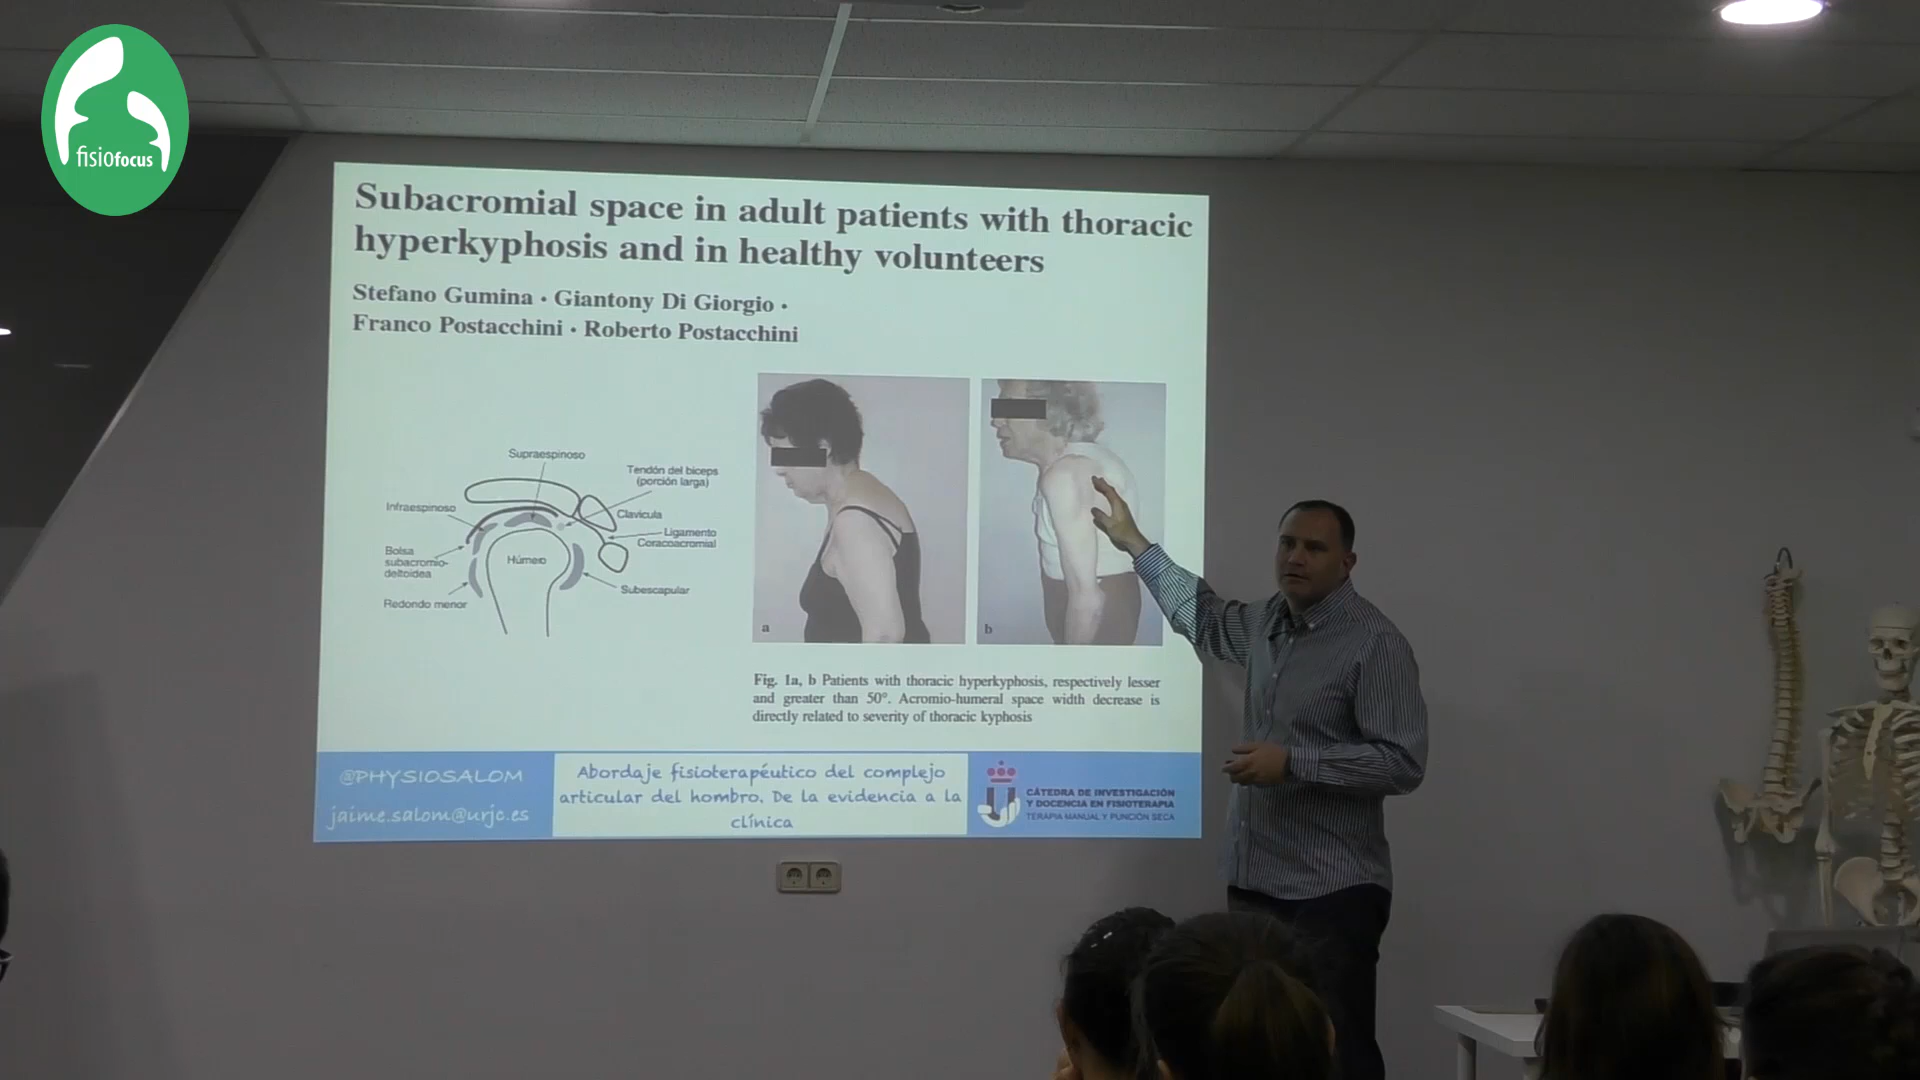 fisiofocus
Subacromial space in adult patients with thoracic
hyperkyphosis and in healthy volunteers
Stefano Gumina • Giantony Di Giorgio •
Franco Postacchini • Roberto Postacchini
Supraespinoso
Tendón del biceps
(porción larga)
Infraespinoso
Clavicula
Ligamento
Coracoacromial
Bolsa
subacromio-
deltoidea
Húmero
Subescapular
Redondo menor
a
b
Fig. 1a, b Patients with thoracic hyperkyphosis, respectively lesser
and greater than 50°. Acromio-humeral space width decrease is
directly related to severity of thoracic kyphosis
@PHYSIOSALOM
jaime.salom@urjc.es
Abordaje fisioterapéutico del complejo
articular del hombro. De la evidencia a la
clínica
CÁTEDRA DE INVESTIGACIÓN
Y DOCENCIA EN FISIOTERAPIA
TERAPIA MANUAL Y PUNCIÓN SECA